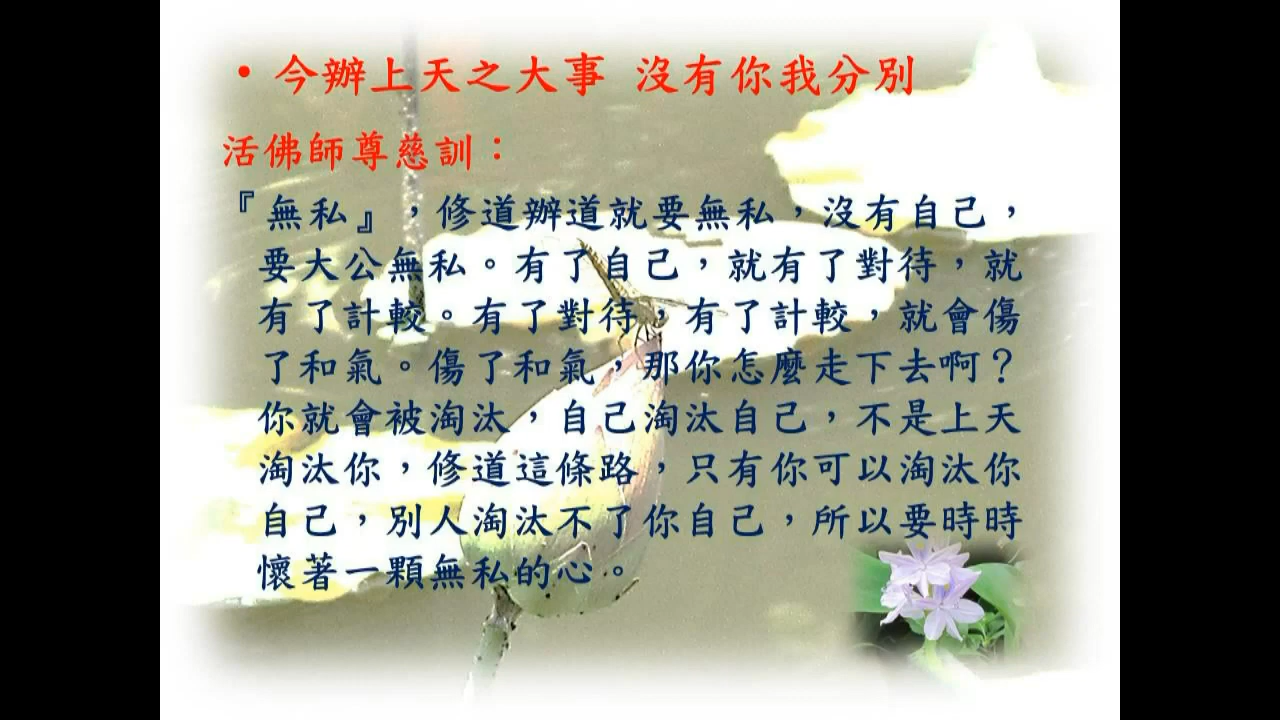 • 今辦上天之大事 沒有你我分別
活佛師尊慈訓：
『無私』，修道辦道就要無私，沒有自己，
要大公無私。有了自己，就有了對待，就
有了計較。有了對待，有了計較，就會傷
了和氣。傷了和氣，那你怎麼走下去啊？
你就會被淘汰，自己淘汰自己，不是上天
淘汰你，修道這條路，只有你可以淘汰你
自己，別人淘汰不了你自己，所以要時時
懷著一顆無私的心。